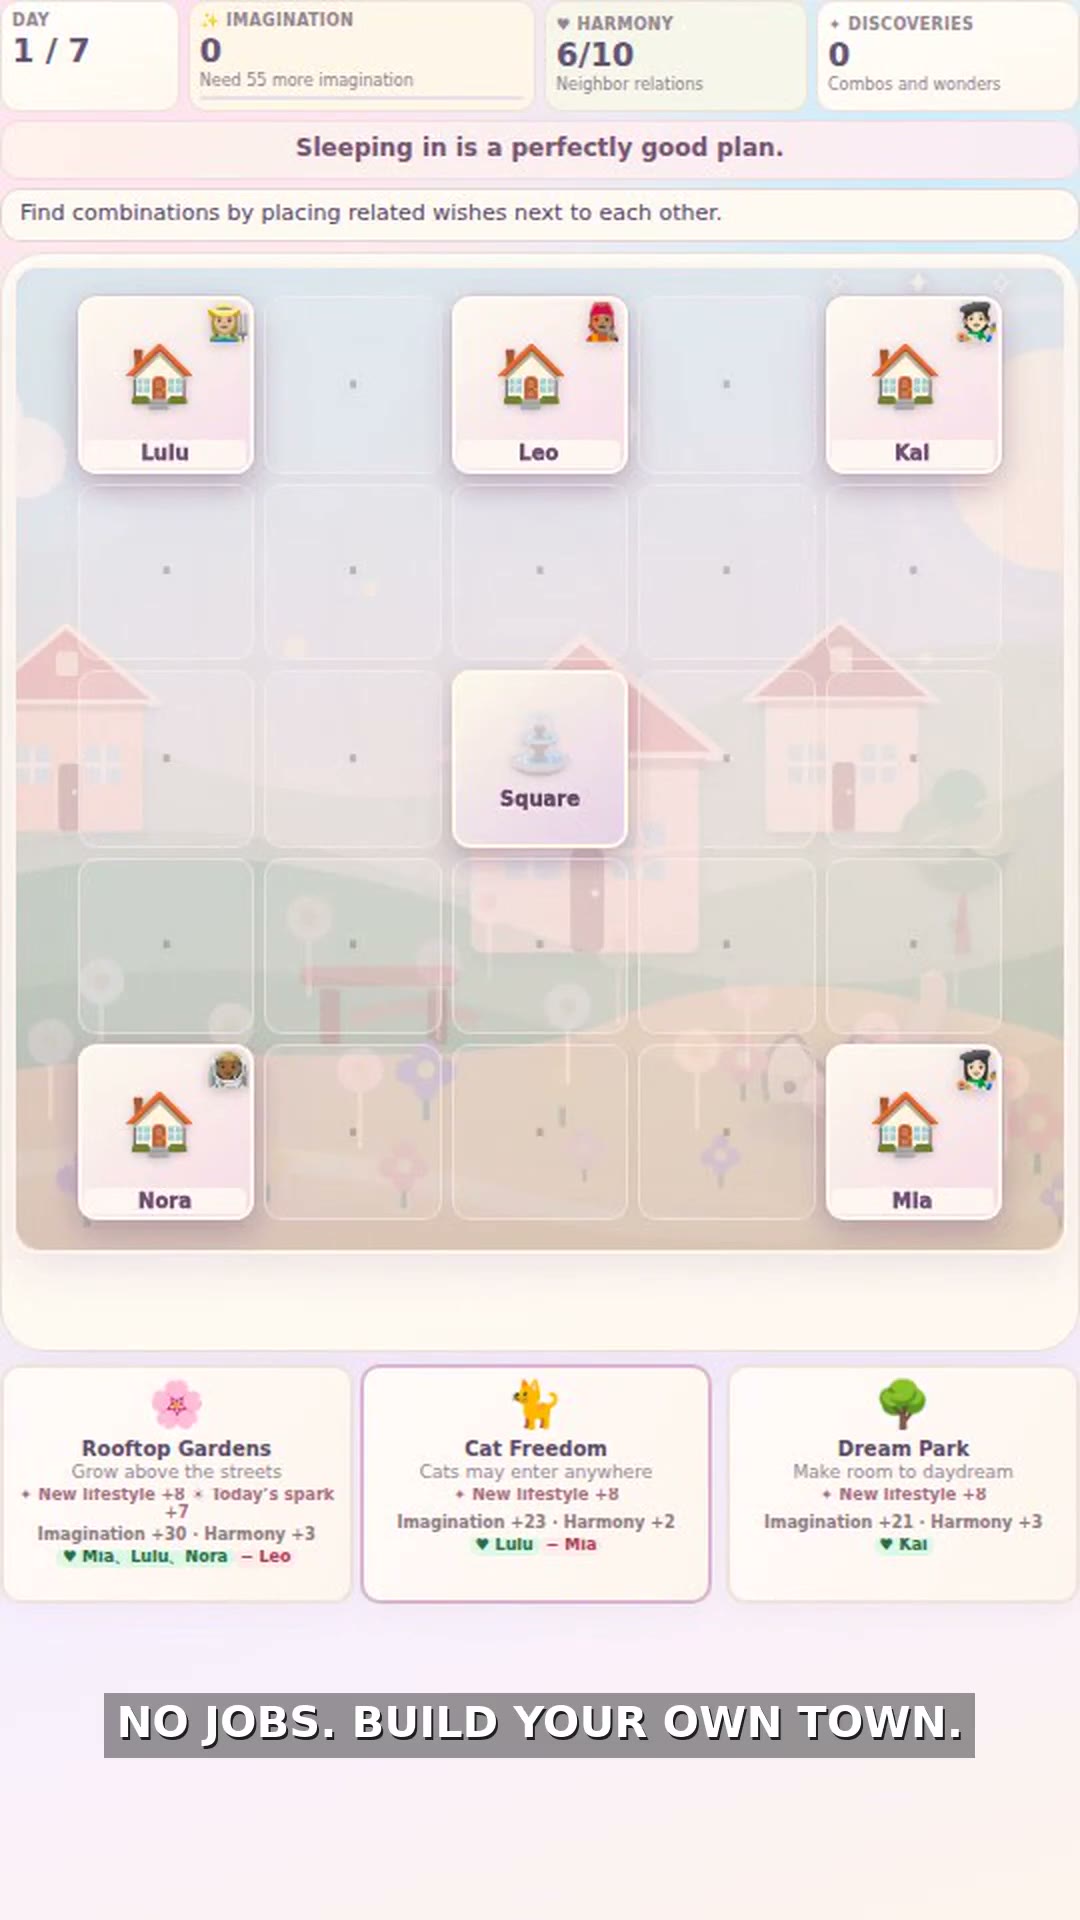 DAY
1 / 7
✨ IMAGINATION
0
Need 55 more imagination
♥ HARMONY
6/10
Neighbor relations
✦ DISCOVERIES
0
Combos and wonders
Sleeping in is a perfectly good plan.
Find combinations by placing related wishes next to each other.
Lulu
Leo
Kai
Square
Nora
Mia
Rooftop Gardens
Grow above the streets
✦ New lifestyle +8 ☀ Today's spark
+7
Imagination +30 · Harmony +3
♥ Mia、Lulu、Nora − Leo
Cat Freedom
Cats may enter anywhere
✦ New lifestyle +8
Imagination +23 · Harmony +2
♥ Lulu − Mia
Dream Park
Make room to daydream
✦ New lifestyle +8
Imagination +21 · Harmony +3
♥ Kai
NO JOBS. BUILD YOUR OWN TOWN.